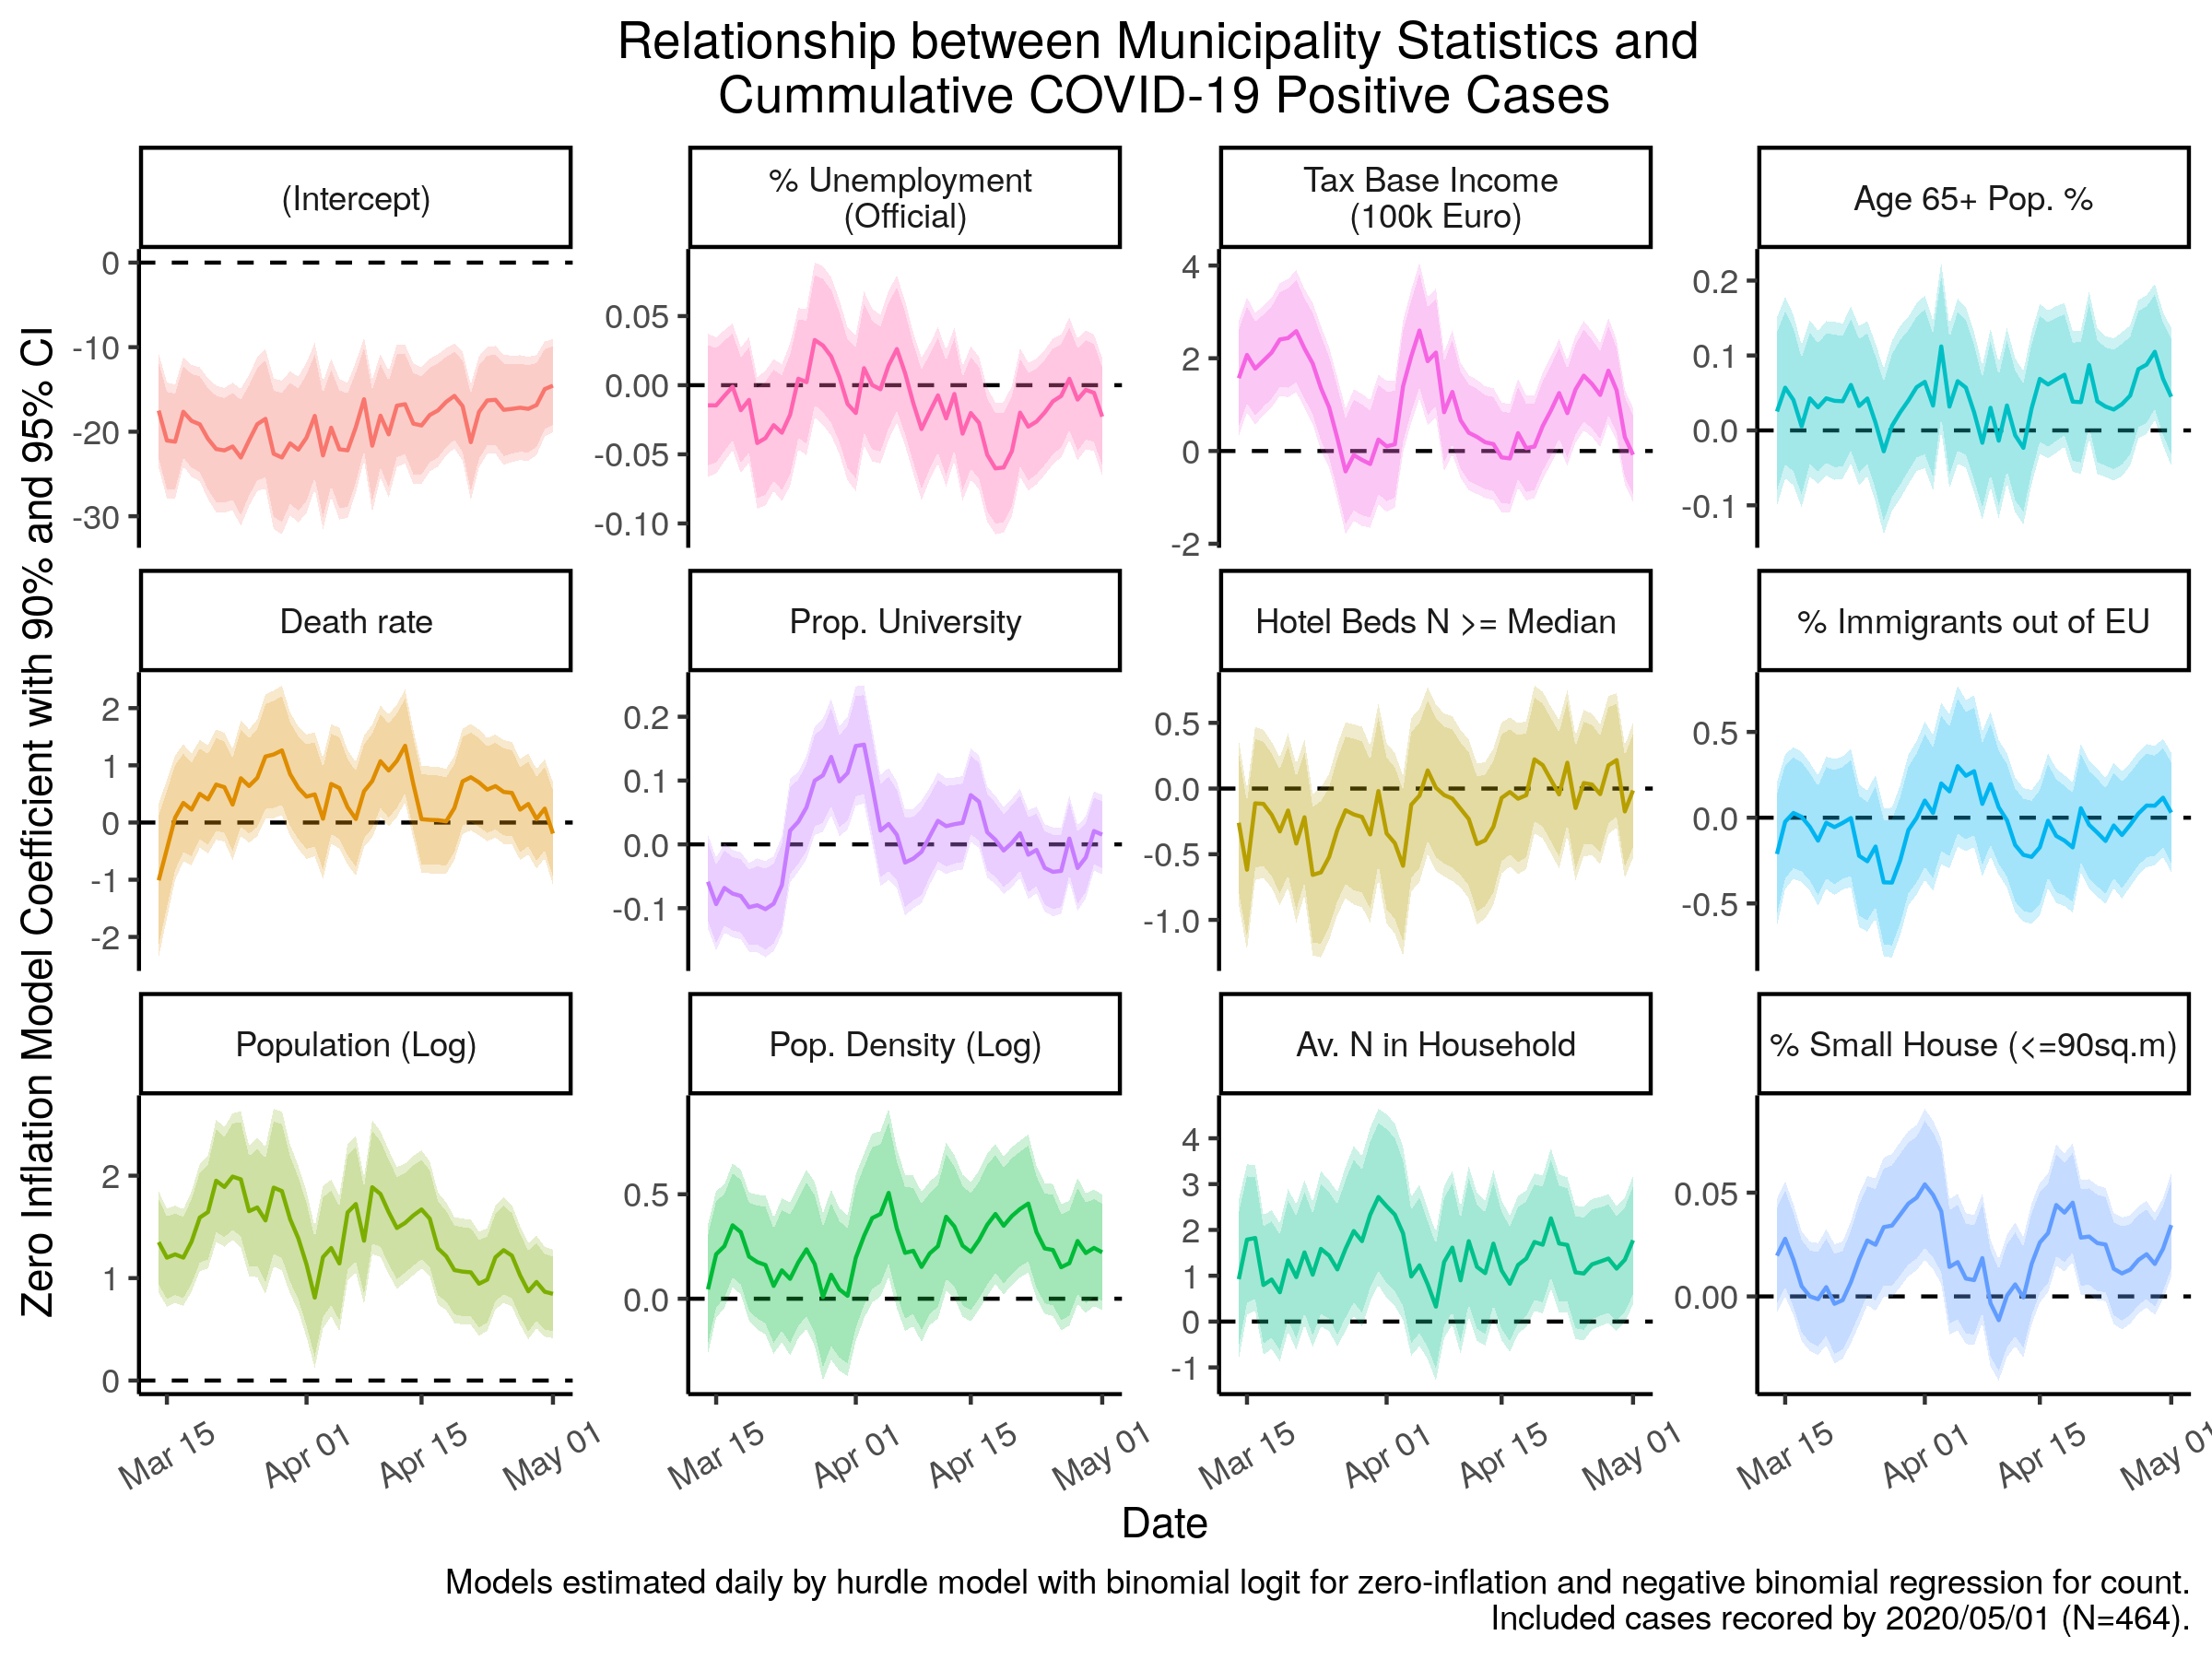 Relationship between Municipality Statistics and
Cummulative COVID-19 Positive Cases
Zero Inflation Model Coefficient with 90% and 95% CI
(Intercept)
% Unemployment
(Official)
Tax Base Income
(100k Euro)
Age 65+ Pop. %
0
-10
-20
-30
0.05
0.00
-0.05
-0.10
4
2
0
-2
0.2
0.1
0.0
-0.1
Death rate
Prop. University
Hotel Beds N >= Median
% Immigrants out of EU
2
1
0
-1
-2
0.2
0.1
0.0
-0.1
0.5
0.0
-0.5
-1.0
0.5
0.0
-0.5
Population (Log)
Pop. Density (Log)
Av. N in Household
% Small House (<=90sq.m)
2
1
0
0.5
0.0
4
3
2
1
0
-1
0.05
0.00
Mar 15 Apr 01 Apr 15 May 01
Mar 15 Apr 01 Apr 15 May 01
Mar 15 Apr 01 Apr 15 May 01
Mar 15 Apr 01 Apr 15 May 01
Date
Models estimated daily by hurdle model with binomial logit for zero-inflation and negative binomial regression for count.
Included cases recored by 2020/05/01 (N=464).